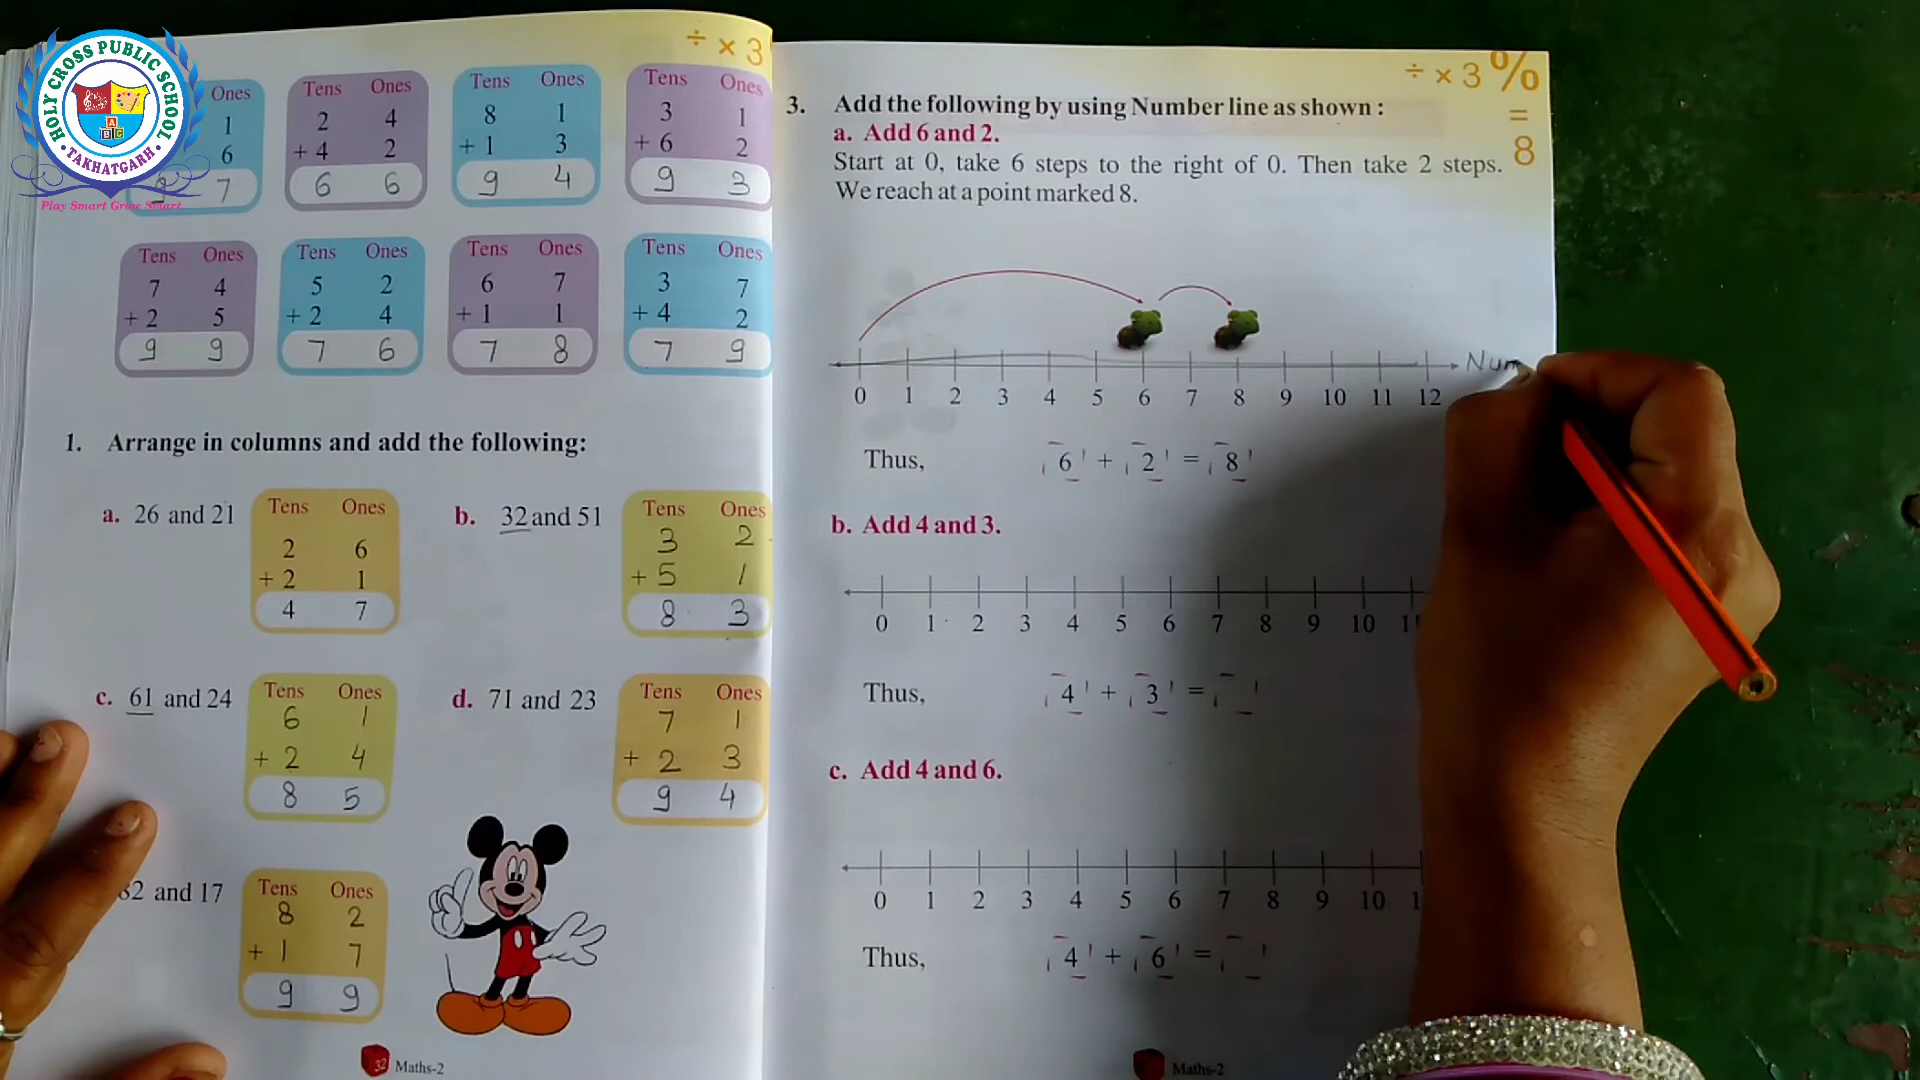 HOLY CROSS PUBLIC SCHOOL
TAKHATGARH
A B C
Play Smart Grow Smart
÷ × 3
Ones
1
6
9 7
Tens Ones
2 4
+ 4 2
6 6
Tens Ones
8 1
+ 1 3
9 4
Tens Ones
3 1
+ 6 2
9 3
Tens Ones
7 4
+ 2 5
9 9
Tens Ones
5 2
+ 2 4
7 6
Tens Ones
6 7
+ 1 1
7 8
Tens Ones
3 7
+ 4 2
7 9
1. Arrange in columns and add the following:
a. 26 and 21
Tens Ones
2 6
+ 2 1
4 7
b. 32 and 51
Tens Ones
3 2
+ 5 1
8 3
c. 61 and 24
Tens Ones
6 1
+ 2 4
8 5
d. 71 and 23
Tens Ones
7 1
+ 2 3
9 4
82 and 17
Tens Ones
8 2
+ 1 7
9 9
32 Maths-2
÷ × 3 %
=
8
3. Add the following by using Number line as shown :
a. Add 6 and 2.
Start at 0, take 6 steps to the right of 0. Then take 2 steps.
We reach at a point marked 8.
Num
0 1 2 3 4 5 6 7 8 9 10 11 12
Thus, 6 + 2 = 8
b. Add 4 and 3.
0 1 2 3 4 5 6 7 8 9 10 1
Thus, 4 + 3 =
c. Add 4 and 6.
0 1 2 3 4 5 6 7 8 9 10 1
Thus, 4 + 6 =
Maths-2